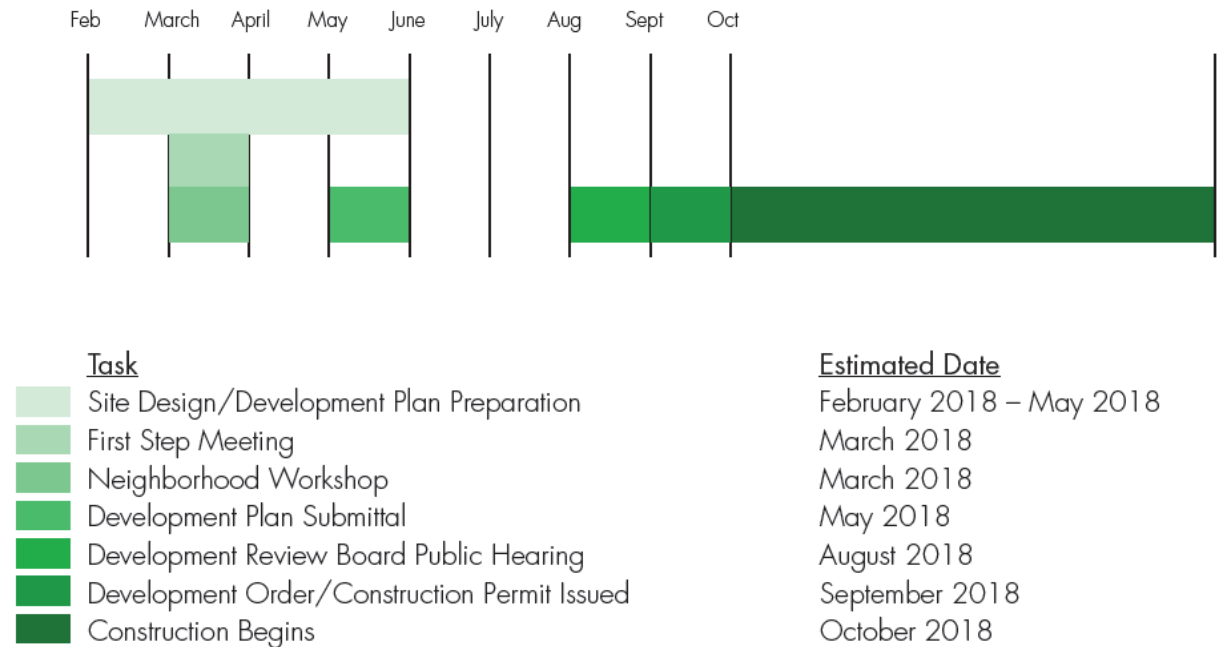 Feb March April May June July Aug Sept Oct
Task Estimated Date
Site Design/Development Plan Preparation February 2018 – May 2018
First Step Meeting March 2018
Neighborhood Workshop March 2018
Development Plan Submittal May 2018
Development Review Board Public Hearing August 2018
Development Order/Construction Permit Issued September 2018
Construction Begins October 2018